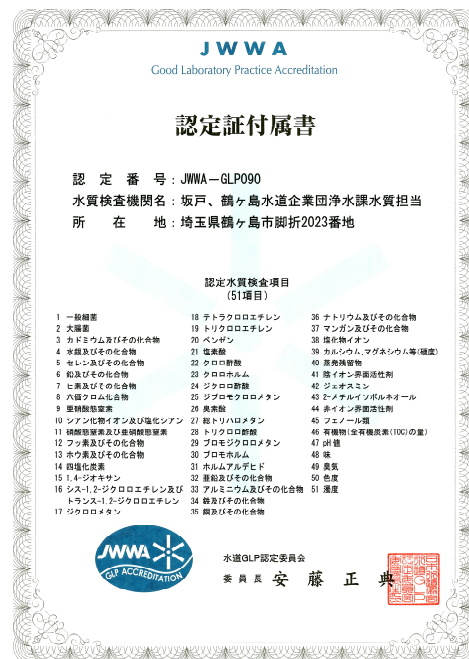 JWWA
Good Laboratory Practice Accreditation
認定証付属書
認定番号：JWWA－GLP090
水質検査機関名：坂戸、鶴ヶ島水道企業団浄水課水質担当
所在地：埼玉県鶴ヶ島市脚折2023番地
認定水質検査項目
（51項目）
1 一般細菌
2 大腸菌
3 カドミウム及びその化合物
4 水銀及びその化合物
5 セレン及びその化合物
6 鉛及びその化合物
7 ヒ素及びその化合物
8 六価クロム化合物
9 亜硝酸態窒素
10 シアン化物イオン及び塩化シアン
11 硝酸態窒素及び亜硝酸態窒素
12 フッ素及びその化合物
13 ホウ素及びその化合物
14 四塩化炭素
15 1,4-ジオキサン
16 シス-1,2-ジクロロエチレン及び
トランス-1,2-ジクロロエチレン
17 ジクロロメタン
18 テトラクロロエチレン
19 トリクロロエチレン
20 ベンゼン
21 塩素酸
22 クロロ酢酸
23 クロロホルム
24 ジクロロ酢酸
25 ジブロモクロロメタン
26 臭素酸
27 総トリハロメタン
28 トリクロロ酢酸
29 ブロモジクロロメタン
30 ブロモホルム
31 ホルムアルデヒド
32 亜鉛及びその化合物
33 アルミニウム及びその化合物
34 鉄及びその化合物
35 銅及びその化合物
36 ナトリウム及びその化合物
37 マンガン及びその化合物
38 塩化物イオン
39 カルシウム、マグネシウム等(硬度)
40 蒸発残留物
41 陰イオン界面活性剤
42 ジェオスミン
43 2-メチルイソボルネオール
44 非イオン界面活性剤
45 フェノール類
46 有機物(全有機炭素(TOC)の量)
47 pH値
48 味
49 臭気
50 色度
51 濁度
JWWA
GLP ACCREDITATION
水道GLP認定委員会
委員長 安藤正典